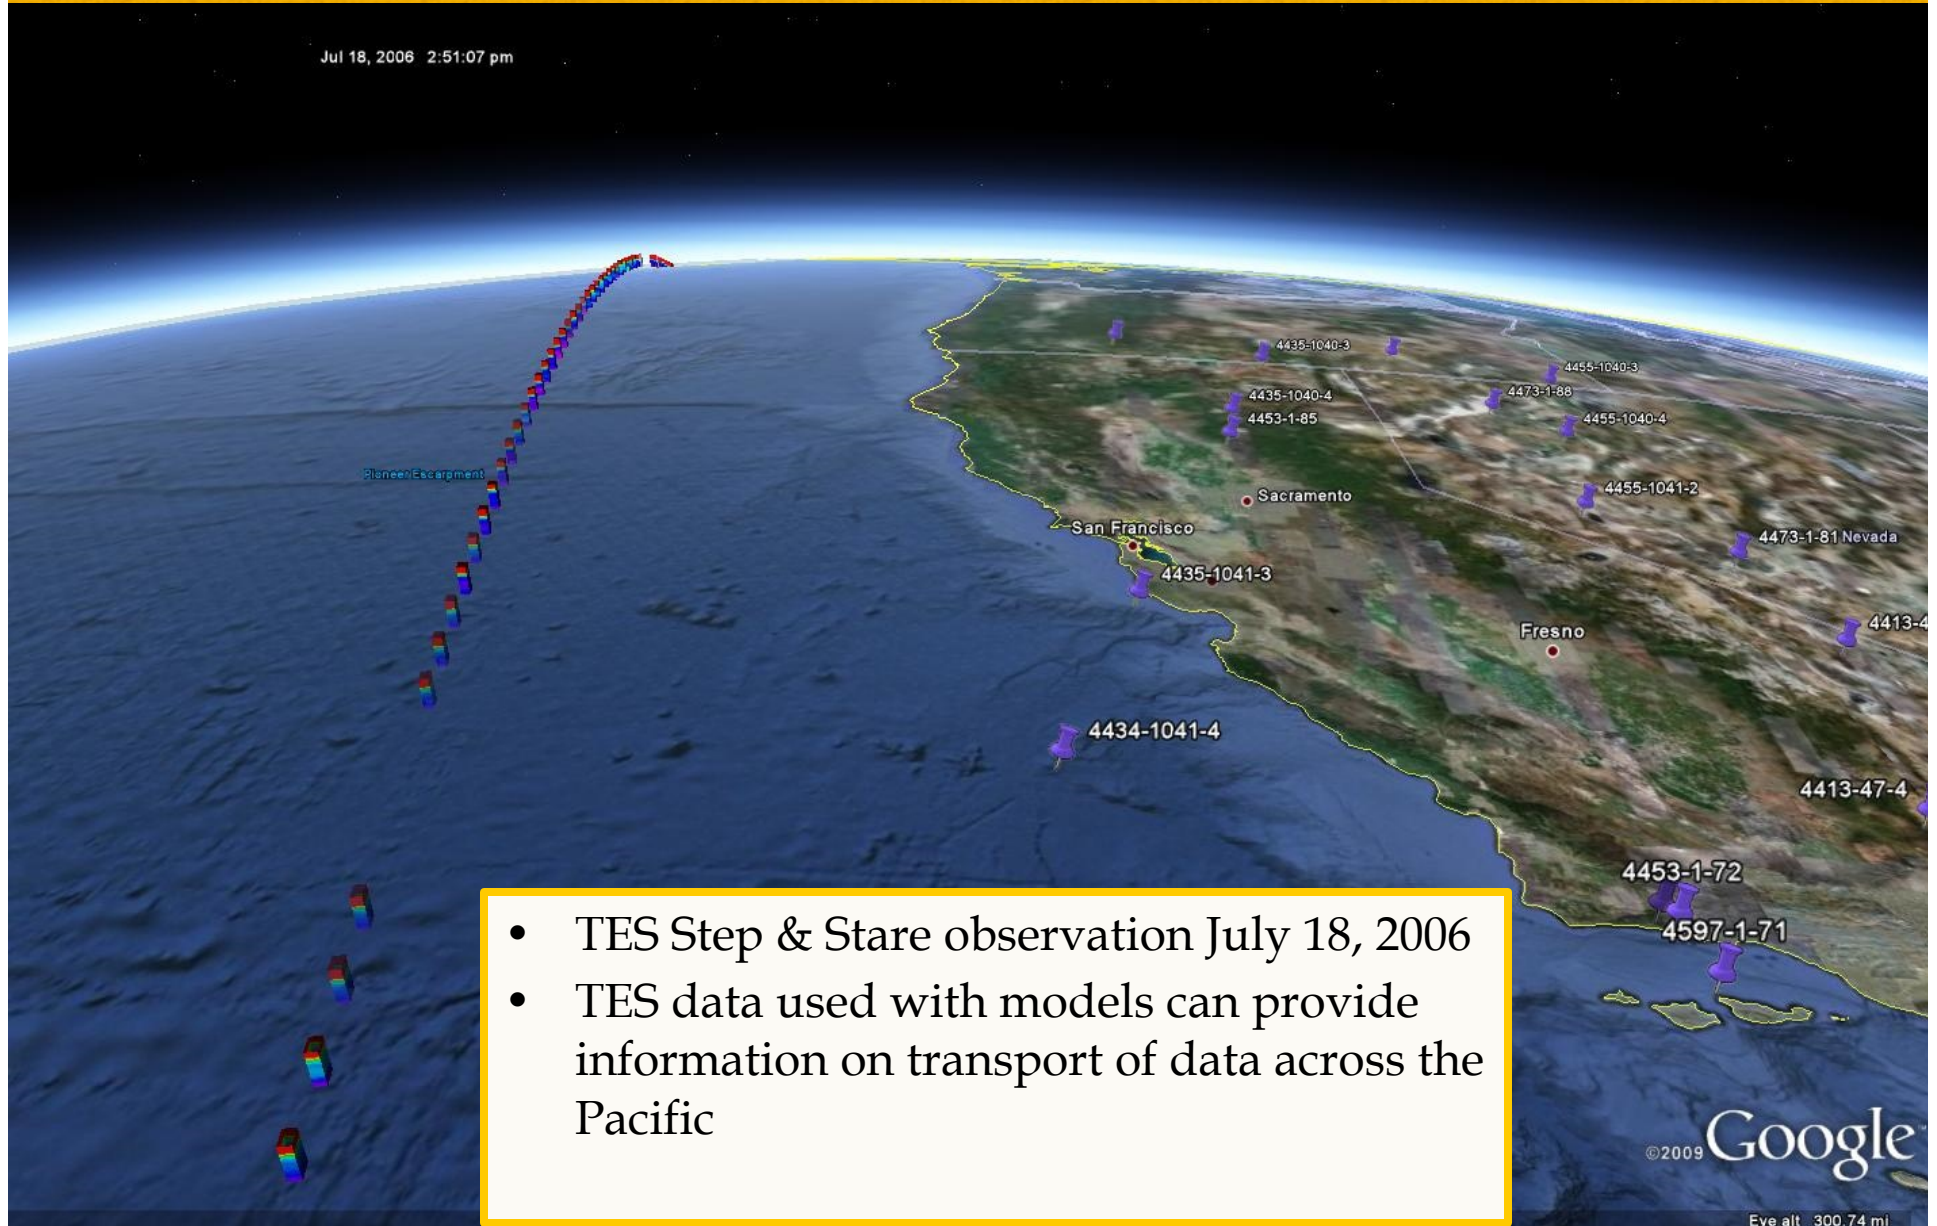 Jul 18, 2006 2:51:07 pm
4435-1040-3
4455-1040-3
4473-1-88
4435-1040-4
4453-1-85
4455-1040-4
Pioneer Escarpment
Sacramento
4455-1041-2
San Francisco
4473-1-81 Nevada
4435-1041-3
4413-4
Fresno
4434-1041-4
4413-47-4
4453-1-72
4597-1-71
• TES Step & Stare observation July 18, 2006
• TES data used with models can provide
information on transport of data across the
Pacific
©2009 Google
Eye alt 300.74 mi